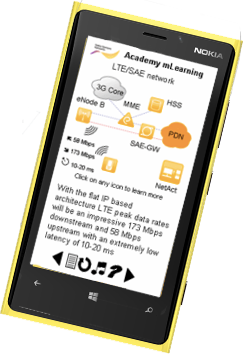 NOKIA
Academy mLearning
LTE/SAE network
3G Core
eNode B
MME
HSS
PDN
58 Mbps
173 Mbps
SAE-GW
10-20 ms
NetAct
Click on any icon to learn more
With the flat IP based
architecture LTE peak data rates
will be an impressive 173 Mbps
downstream and 58 Mbps
upstream with an extremely low
latency of 10-20 ms
?